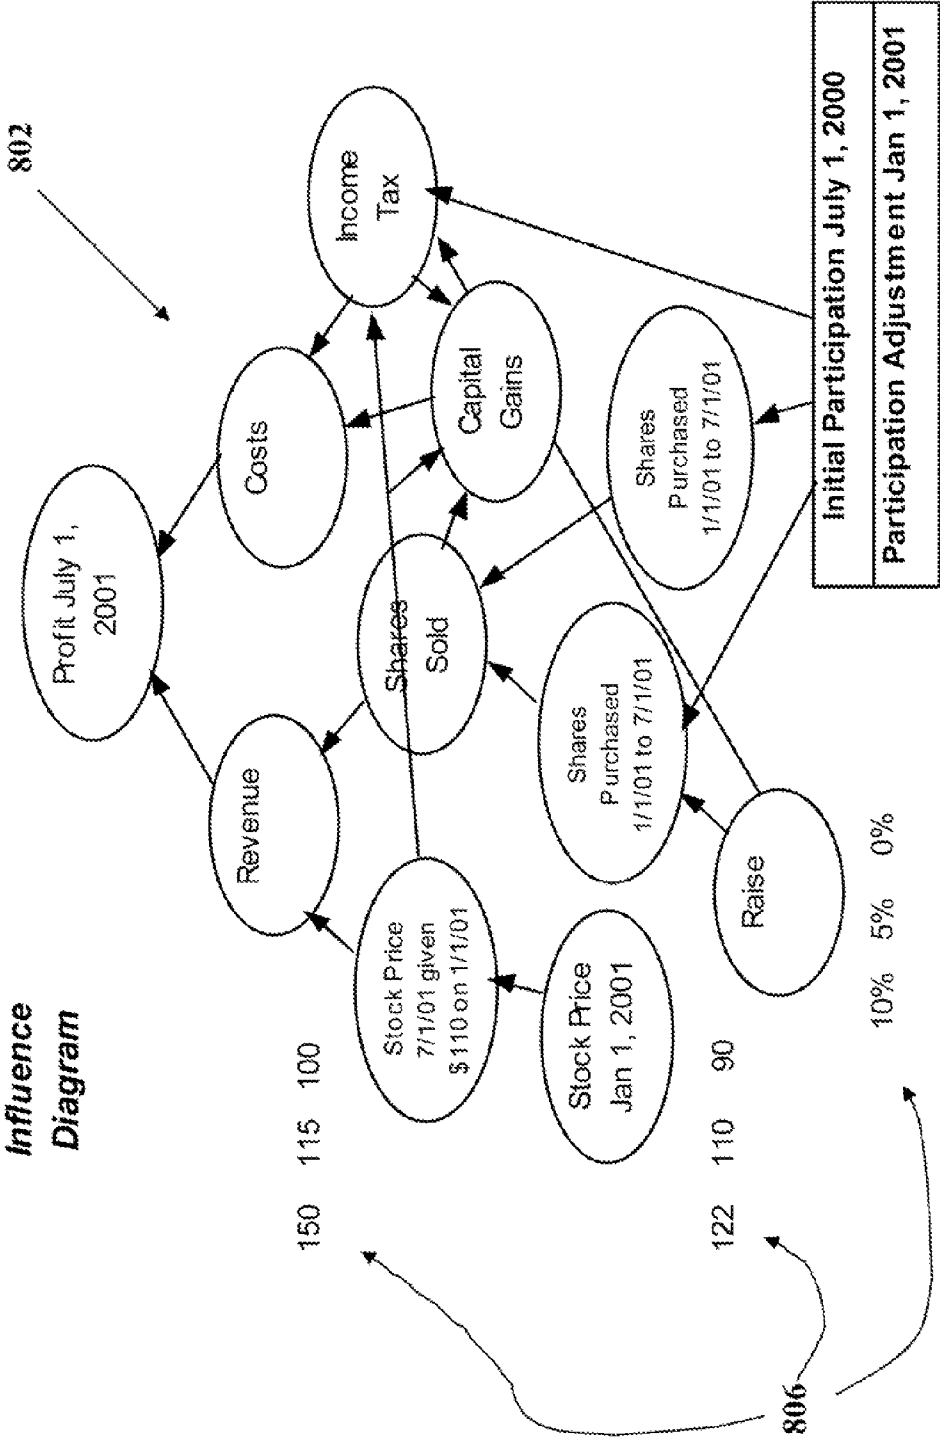 Influence
Diagram
802
Profit July 1,
2001
Revenue
Costs
150 115 100
Income
Tax
Stock Price
7/1/01 given
$110 on 1/1/01
Shares
Sold
Capital
Gains
Stock Price
Jan 1, 2001
Shares
Purchased
1/1/01 to 7/1/01
Shares
Purchased
1/1/01 to 7/1/01
122 110 90
Raise
806
10% 5% 0%
Initial Participation July 1, 2000
Participation Adjustment Jan 1, 2001